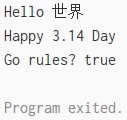 Hello 世界
Happy 3.14 Day
Go rules? true
Program exited.